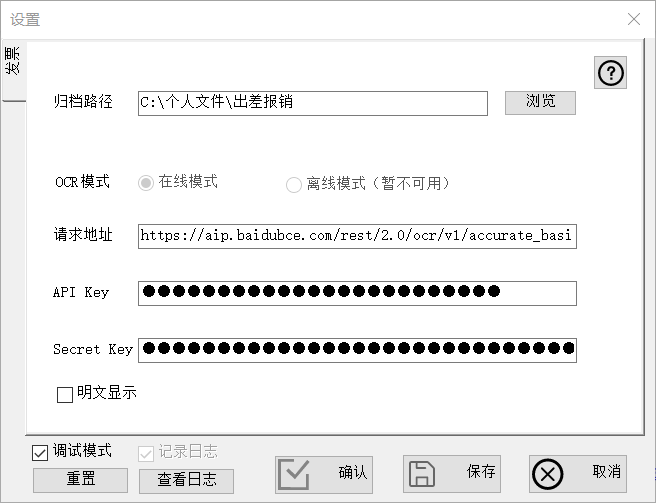 设置
发票
归档路径 C:\个人文件\出差报销 浏览
OCR模式 在线模式 离线模式（暂不可用）
请求地址 https://aip.baidubce.com/rest/2.0/ocr/v1/accurate_basi
API Key
Secret Key
明文显示
调试模式 记录日志
重置 查看日志 确认 保存 取消